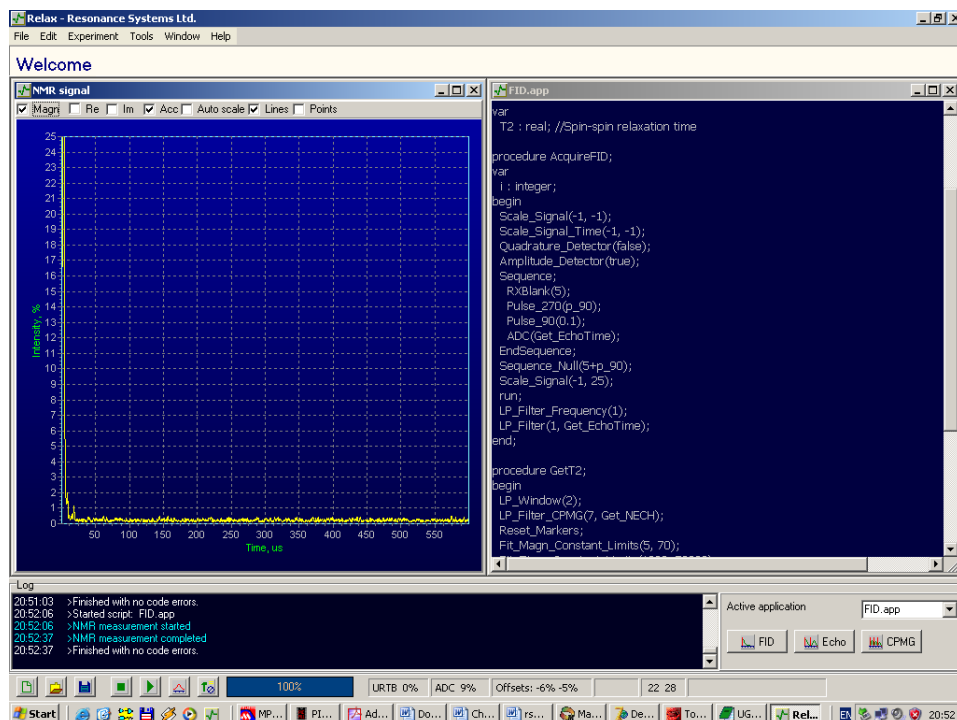 Relax - Resonance Systems Ltd.
File Edit Experiment Tools Window Help
Welcome
NMR signal
Magn Re Im Acc Auto scale Lines Points
25
24
23
22
21
20
19
18
17
16
15
14
13
12
11
10
9
8
7
6
5
4
3
2
1
0
Intensity, %
50 100 150 200 250 300 350 400 450 500 550
Time, us
FID.app
var
T2 : real; //Spin-spin relaxation time
procedure AcquireFID;
var
i : integer;
begin
Scale_Signal(-1, -1);
Scale_Signal_Time(-1, -1);
Quadrature_Detector(false);
Amplitude_Detector(true);
Sequence;
RXBlank(5);
Pulse_270(p_90);
Pulse_90(0.1);
ADC(Get_EchoTime);
EndSequence;
Sequence_Null(5+p_90);
Scale_Signal(-1, 25);
run;
LP_Filter_Frequency(1);
LP_Filter(1, Get_EchoTime);
end;
procedure GetT2;
begin
LP_Window(2);
LP_Filter_CPMG(7, Get_NECH);
Reset_Markers;
Fit_Magn_Constant_Limits(5, 70);
Log
20:51:03 >Finished with no code errors.
20:52:06 >Started script: FID.app
20:52:06 >NMR measurement started
20:52:37 >NMR measurement completed
20:52:37 >Finished with no code errors.
Active application FID.app
FID Echo CPMG
100% URTB 0% ADC 9% Offsets: -6% -5% 22 28
Start MP... PI... Ad... Do... Ch... rs... Ma... De... To... UG... Rel... EN 20:52